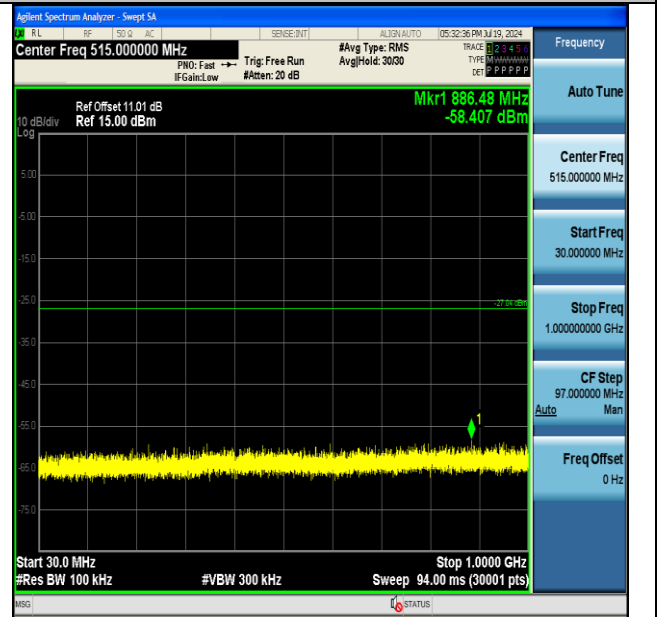 Agilent Spectrum Analyzer - Swept SA
RL RF 50 Ω AC SENSE:INT ALIGN AUTO 05:32:36 PM Jul 19, 2024
Center Freq 515.000000 MHz #Avg Type: RMS TRACE 1 2 3 4 5 6
PNO: Fast Trig: Free Run Avg|Hold: 30/30 TYPE MWWWWW
IFGain:Low #Atten: 20 dB DET P P P P P P
Frequency
Auto Tune
Mkr1 886.48 MHz
-58.407 dBm
Ref Offset 11.01 dB
10 dB/div Ref 15.00 dBm
Log
5.00
-5.00
-15.0
-25.0
-27.04 dBm
-35.0
-45.0
-55.0
1
-65.0
-75.0
Start 30.0 MHz Stop 1.0000 GHz
#Res BW 100 kHz #VBW 300 kHz Sweep 94.00 ms (30001 pts)
Center Freq
515.000000 MHz
Start Freq
30.000000 MHz
Stop Freq
1.000000000 GHz
CF Step
97.000000 MHz
Auto Man
Freq Offset
0 Hz
MSG STATUS